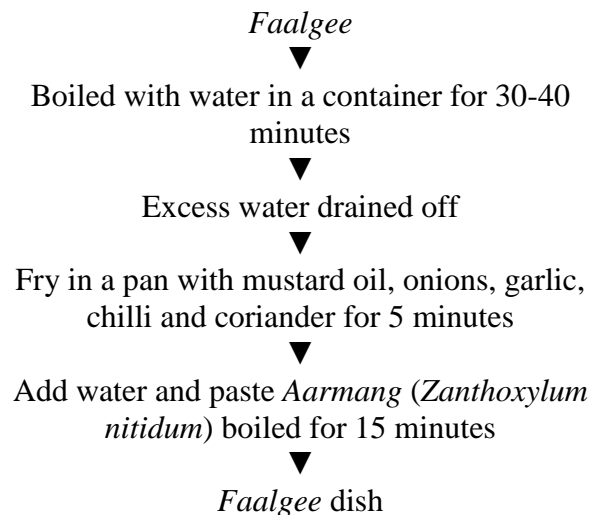 Faalgee
▼
Boiled with water in a container for 30-40
minutes
▼
Excess water drained off
▼
Fry in a pan with mustard oil, onions, garlic,
chilli and coriander for 5 minutes
▼
Add water and paste Aarmang (Zanthoxylum
nitidum) boiled for 15 minutes
▼
Faalgee dish